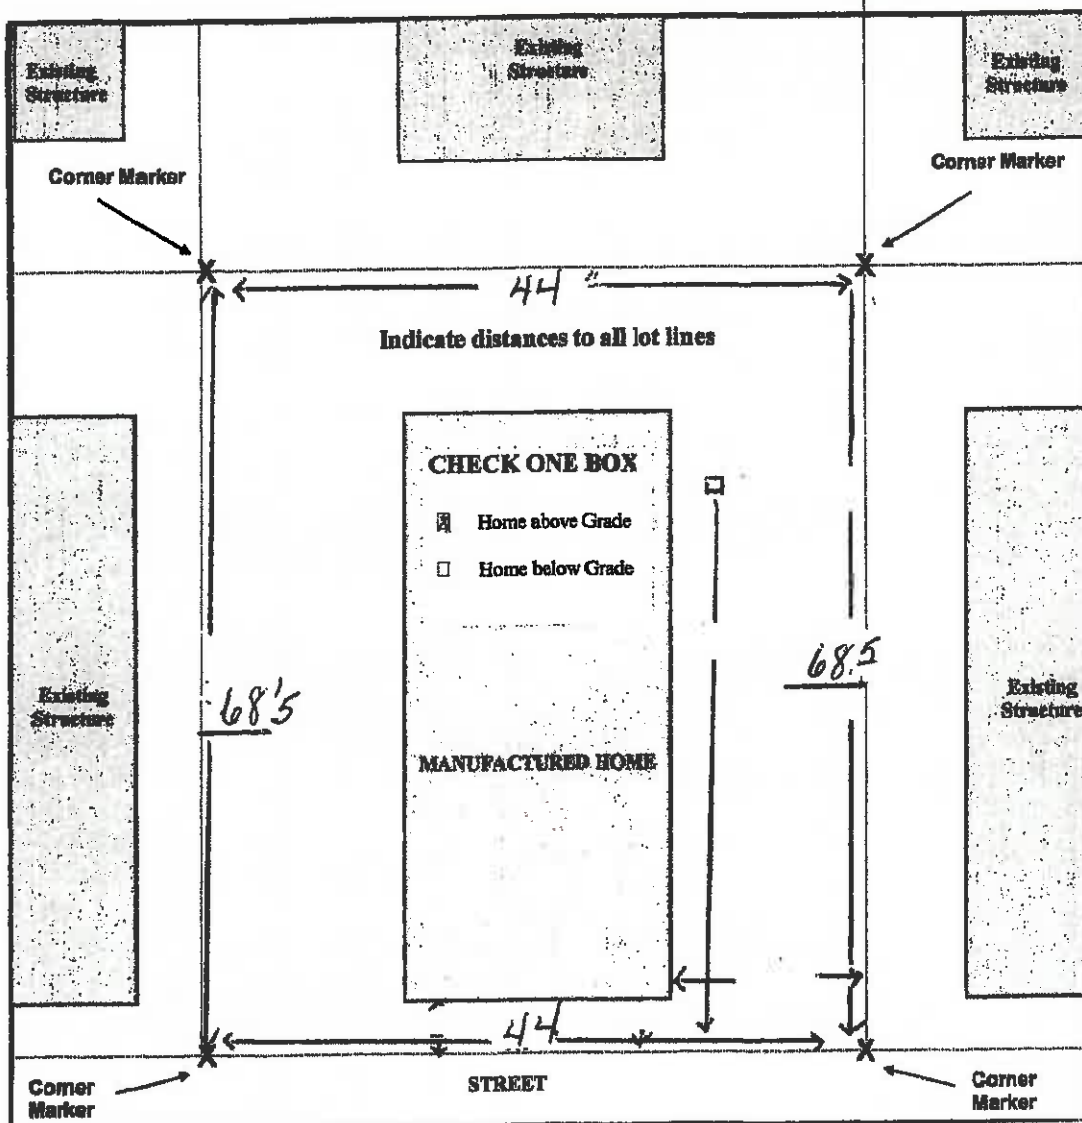 Existing
Structure
Existing
Structure
Existing
Structure
Corner Marker
Corner Marker
44 "
Indicate distances to all lot lines
CHECK ONE BOX
Home above Grade
Home below Grade
68'5
68.5
Existing
Structure
Existing
Structure
MANUFACTURED HOME
44
STREET
Corner
Marker
Corner
Marker